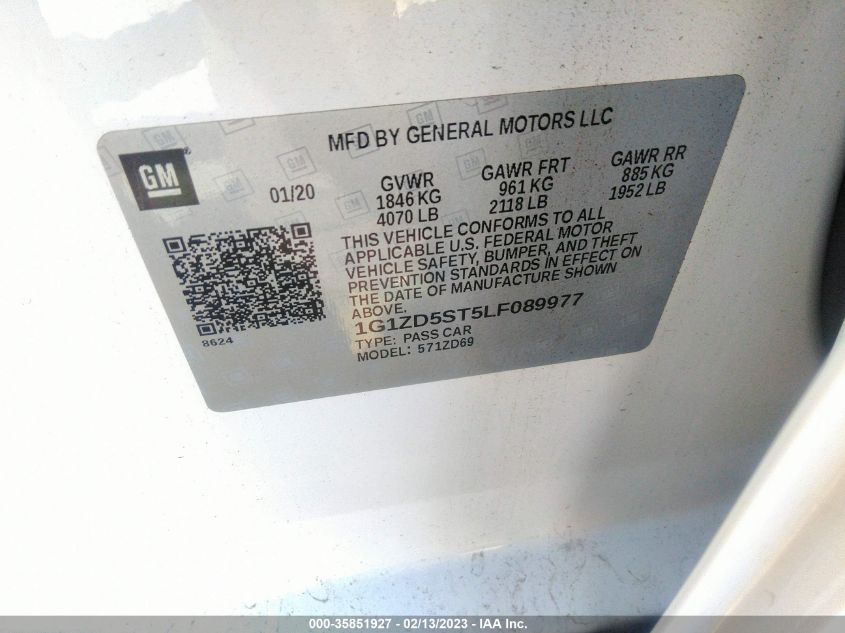 MFD BY GENERAL MOTORS LLC
GM
01/20
GVWR
1846 KG
4070 LB
GAWR FRT
961 KG
2118 LB
GAWR RR
885 KG
1952 LB
THIS VEHICLE CONFORMS TO ALL
APPLICABLE U.S. FEDERAL MOTOR
VEHICLE SAFETY, BUMPER, AND THEFT
PREVENTION STANDARDS IN EFFECT ON
THE DATE OF MANUFACTURE SHOWN
ABOVE.
1G1ZD5ST5LF089977
TYPE: PASS CAR
MODEL: 571ZD69
8624
000-35851927 - 02/13/2023 - IAA Inc.